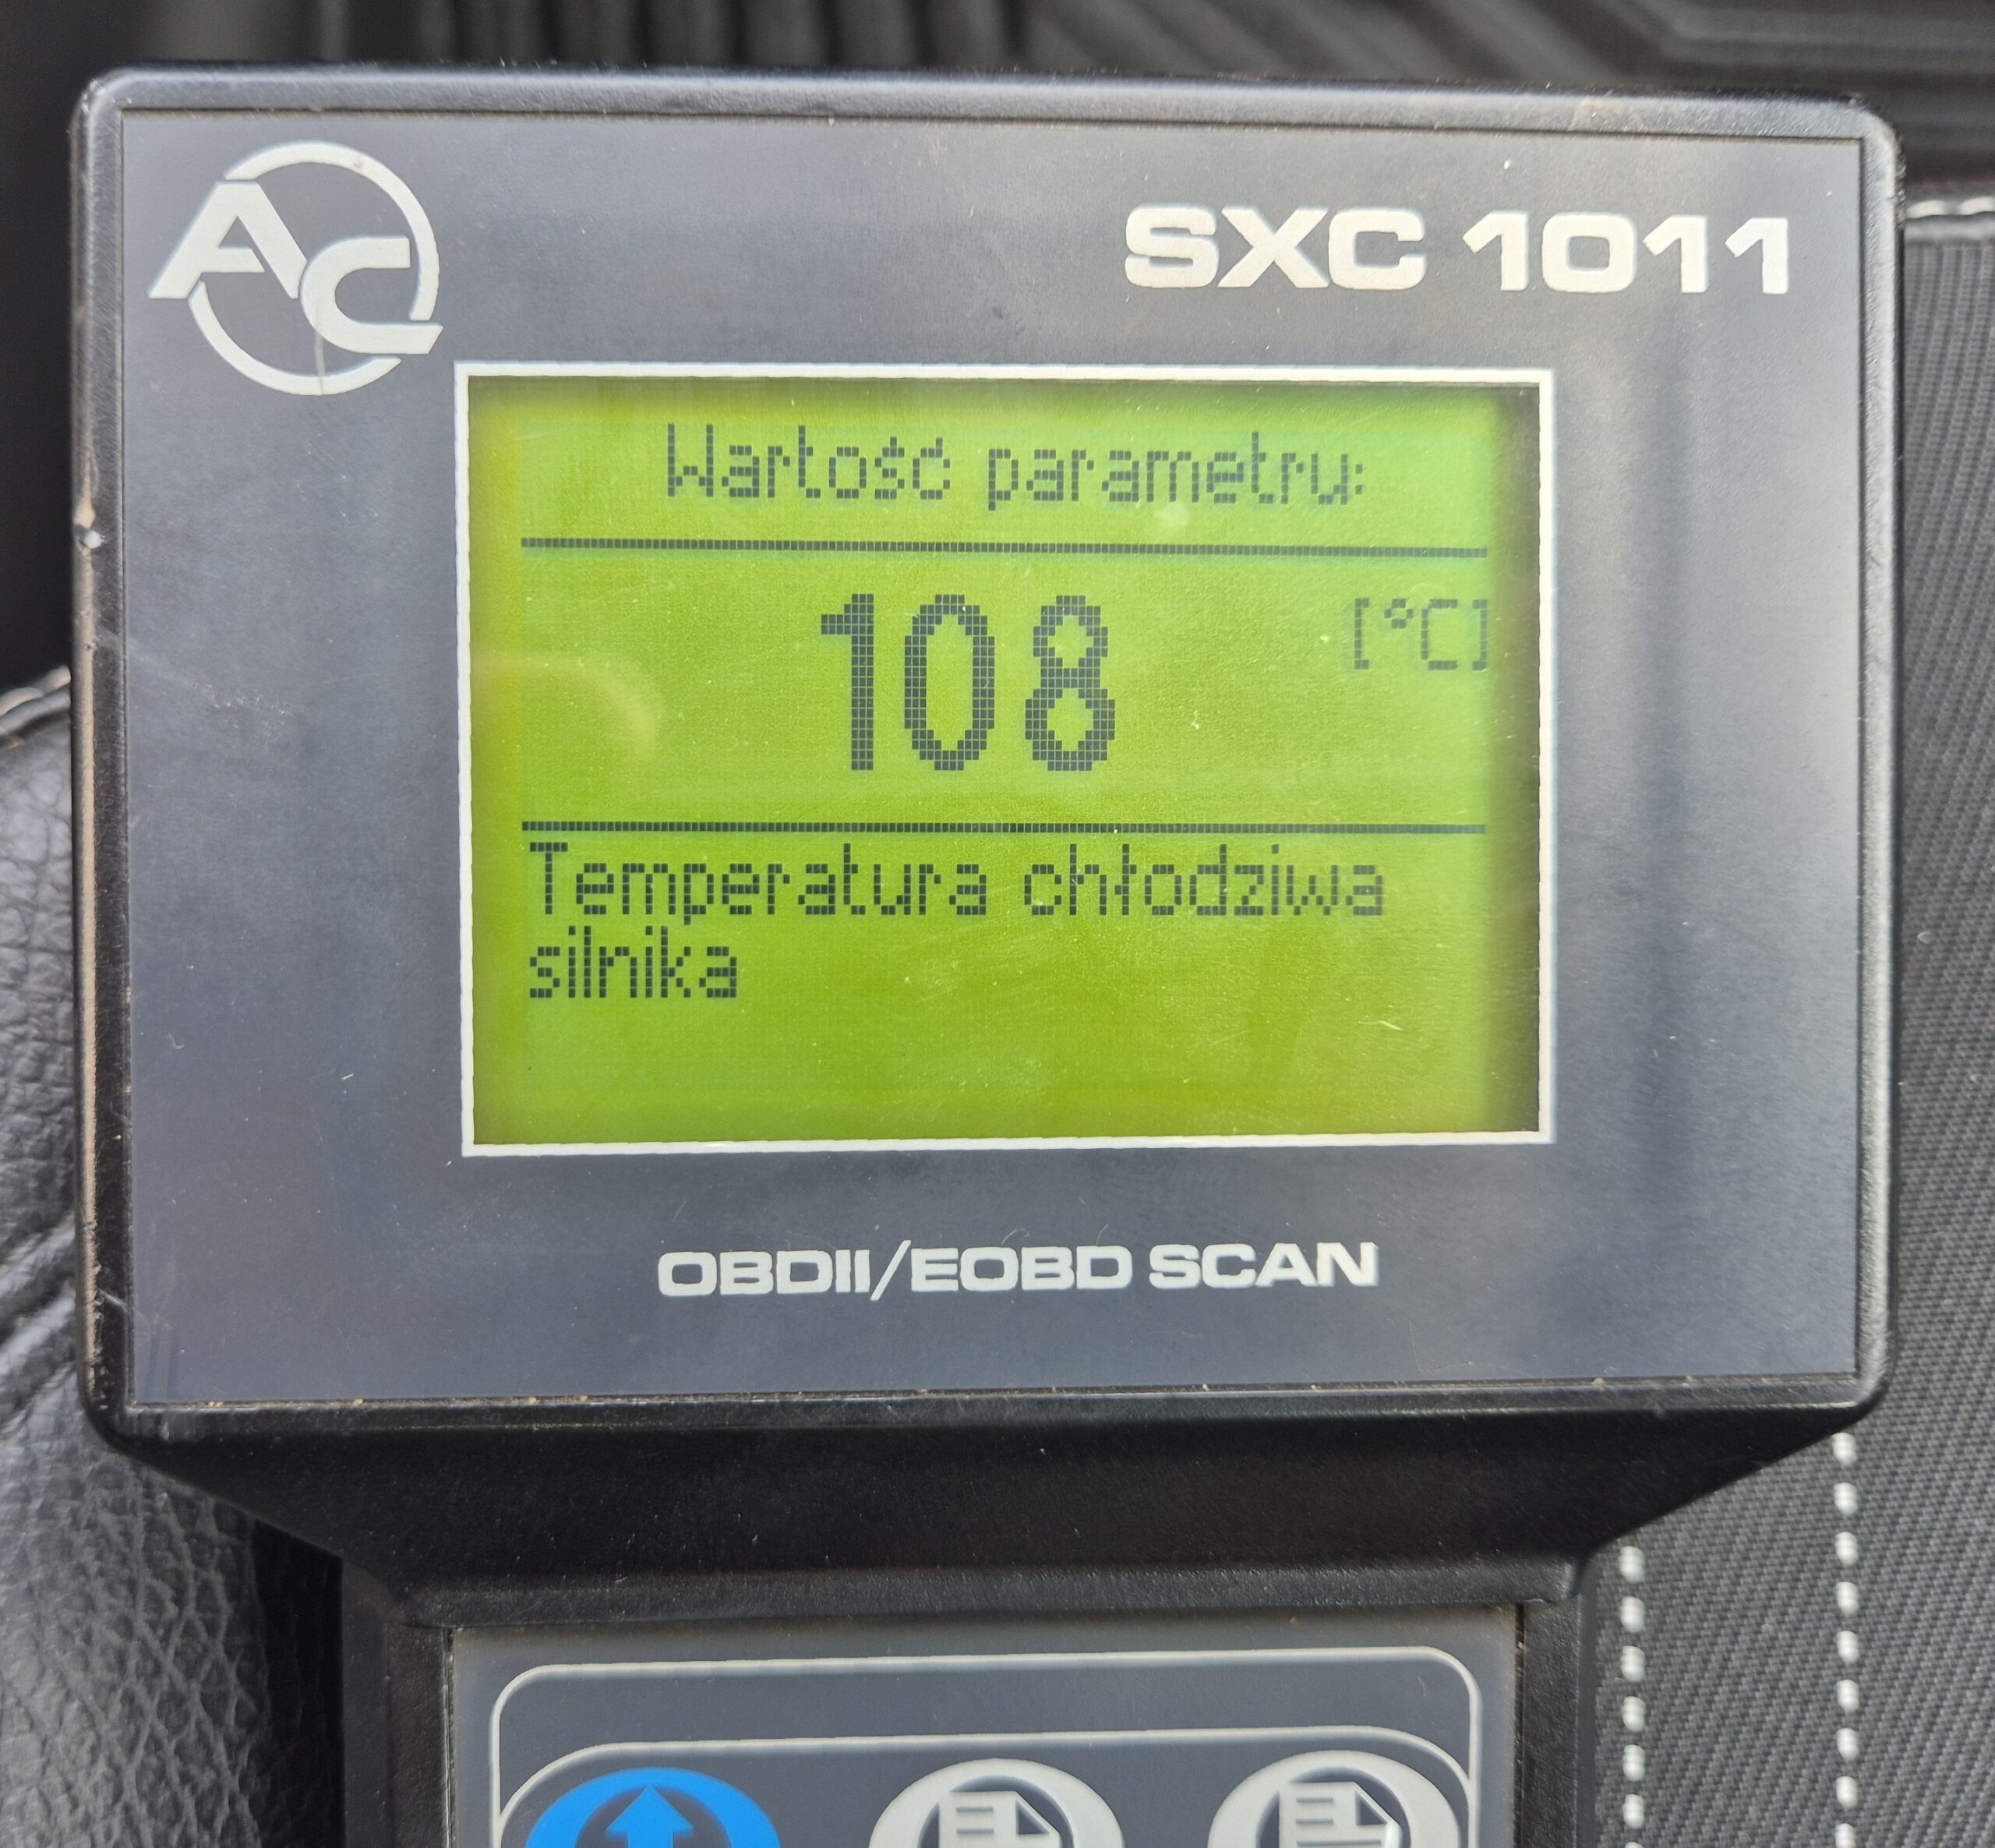 AC
SXC 1011
Wartość parametru:
108 [°C]
Temperatura chłodziwa
silnika
OBDII/EOBD SCAN